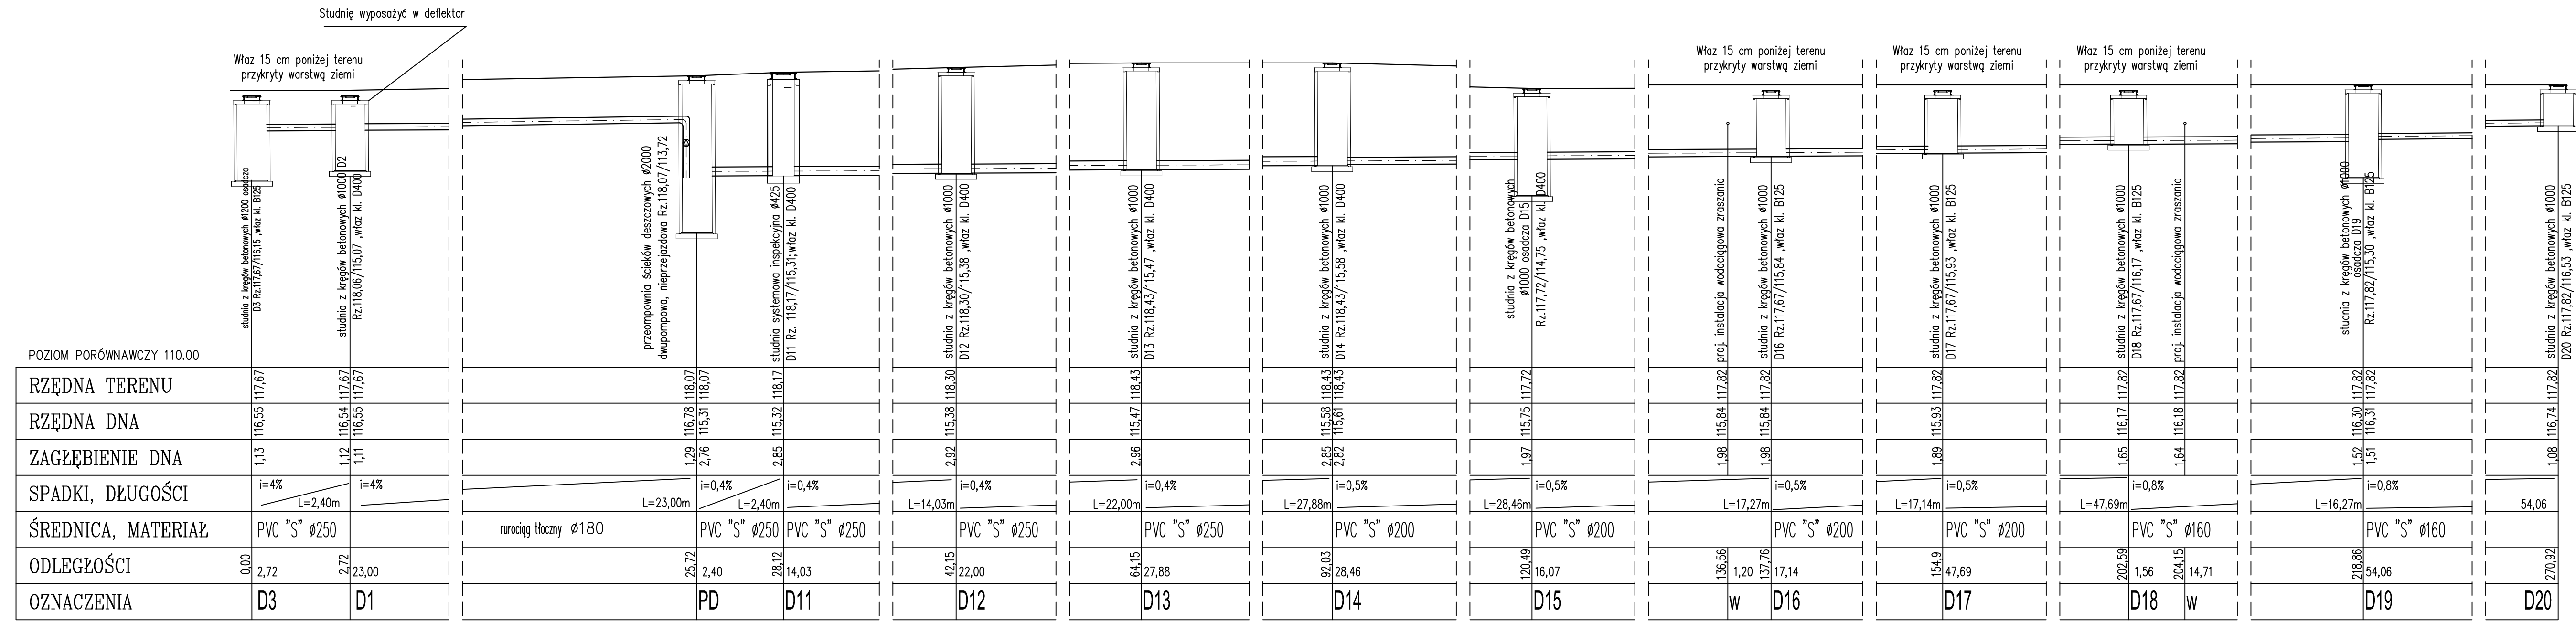 Studnię wyposażyć w deflektor
Właz 15 cm poniżej terenu
przykryty warstwą ziemi
Właz 15 cm poniżej terenu
przykryty warstwą ziemi
Właz 15 cm poniżej terenu
przykryty warstwą ziemi
Właz 15 cm poniżej terenu
przykryty warstwą ziemi
studnia z kręgów betonowych Ø1200 osadcza
D3 Rz.117,67/116,15 ,właz kl. B125
studnia z kręgów betonowych Ø1000 D2
Rz.118,06/115,07 ,właz kl. D400
przeompownia ścieków deszczowych Ø2000
dwupompowa, nieprzejazdowa Rz.118,07/113,72
studnia systemowa inspekcyjna Ø425
D11 Rz. 118,17/115,31;właz kl. D400
studnia z kręgów betonowych Ø1000
D12 Rz.118,30/115,38 ,właz kl. D400
studnia z kręgów betonowych Ø1000
D13 Rz.118,43/115,47 ,właz kl. D400
studnia z kręgów betonowych Ø1000
D14 Rz.118,43/115,58 ,właz kl. D400
studnia z kręgów betonowych
Ø1000 osadcza D15
Rz.117,72/114,75 ,właz kl. D400
proj. instalacja wodociągowa zraszania
studnia z kręgów betonowych Ø1000
D16 Rz.117,67/115,84 ,właz kl. B125
studnia z kręgów betonowych Ø1000
D17 Rz.117,67/115,93 ,właz kl. B125
studnia z kręgów betonowych Ø1000
D18 Rz.117,67/116,17 ,właz kl. B125
proj. instalacja wodociągowa zraszania
studnia z kręgów betonowych Ø1000
osadcza D19
Rz.117,82/115,30 ,właz kl. B125
studnia z kręgów betonowych Ø1000
D20 Rz.117,82/116,53 ,właz kl. B125
POZIOM PORÓWNAWCZY 110.00
RZĘDNA TERENU 117,67 117,67 117,67 118,07 118,07 118,17 118,30 118,43 118,43 118,43 117,72 117,82 117,82 117,82 117,82 117,82 117,82 117,82 117,82
RZĘDNA DNA 116,55 116,54 116,55 116,78 115,31 115,32 115,38 115,47 115,58 115,61 115,75 115,84 115,84 115,93 116,17 116,18 116,30 116,31 116,74
ZAGŁĘBIENIE DNA 1,13 1,12 1,11 1,29 2,76 2,85 2,92 2,96 2,85 2,82 1,97 1,98 1,98 1,89 1,65 1,64 1,52 1,51 1,08
i=4% i=4% i=0,4% i=0,4% i=0,4% i=0,4% i=0,5% i=0,5% i=0,5% i=0,5% i=0,8% i=0,8%
SPADKI, DŁUGOŚCI L=2,40m L=23,00m L=2,40m L=14,03m L=22,00m L=27,88m L=28,46m L=17,27m L=17,14m L=47,69m L=16,27m 54,06
ŚREDNICA, MATERIAŁ PVC "S" Ø250 rurociąg tłoczny Ø180 PVC "S" Ø250 PVC "S" Ø250 PVC "S" Ø250 PVC "S" Ø250 PVC "S" Ø200 PVC "S" Ø200 PVC "S" Ø200 PVC "S" Ø200 PVC "S" Ø160 PVC "S" Ø160
ODLEGŁOŚCI 0,00 2,72 2,72 23,00 25,72 2,40 28,12 14,03 42,15 22,00 64,15 27,88 92,03 28,46 120,49 16,07 136,56 1,20 137,76 17,14 154,9 47,69 202,59 1,56 204,15 14,71 218,86 54,06 270,92
OZNACZENIA D3 D1 PD D11 D12 D13 D14 D15 W D16 D17 D18 W D19 D20